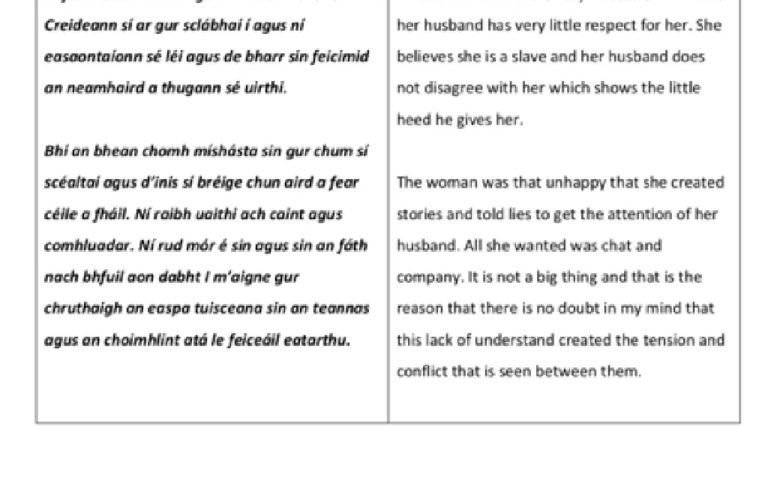 Creideann sí ar gur sclábhaí í agus ní
easaontaíonn sé léi agus de bharr sin feicimid
an neamhaird a thugann sé uirthi.
Bhí an bhean chomh míshásta sin gur chum sí
scéaltaí agus d'inis sí bréige chun aird a fear
céile a fháil. Ní raibh uaithi ach caint agus
comhluadar. Ní rud mór é sin agus sin an fáth
nach bhfuil aon dabht I m'aigne gur
chruthaigh an easpa tuisceana sin an teannas
agus an choimhlint atá le feiceáil eatarthu.
her husband has very little respect for her. She
believes she is a slave and her husband does
not disagree with her which shows the little
heed he gives her.
The woman was that unhappy that she created
stories and told lies to get the attention of her
husband. All she wanted was chat and
company. It is not a big thing and that is the
reason that there is no doubt in my mind that
this lack of understand created the tension and
conflict that is seen between them.